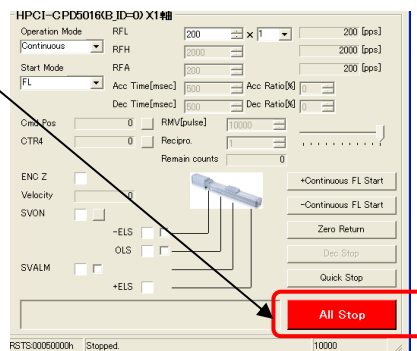 HPCI-CPD5016(B_ID=0) X1軸
Operation Mode RFL 200 × 1 200 [pps]
Continuous RFH 2000 2000 [pps]
Start Mode RFA 200 200 [pps]
FL Acc Time[msec] 500 Acc Ratio[%] 0
Dec Time[msec] 500 Dec Ratio[%] 0
Cmd Pos 0 RMV[pulse] 10000
CTR4 0 Recipro. 1
Remain counts 0
ENC Z +Continuous FL Start
Velocity 0 -Continuous FL Start
SVON Zero Return
-ELS
OLS Dec Stop
SVALM Quick Stop
+ELS
All Stop
RSTS:00050000h Stopped. 10000